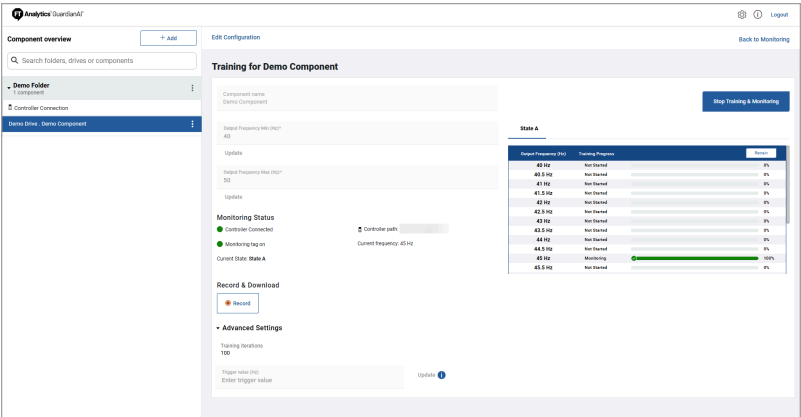 FT Analytics™ GuardianAI™
Logout
Component overview
+ Add
Edit Configuration
Back to Monitoring
Search folders, drives or components
Training for Demo Component
Demo Folder
1 component
Controller Connection
Demo Drive . Demo Component
Component name
Demo Component
Stop Training & Monitoring
Output Frequency Min (Hz)*
40
Update
Output Frequency Max (Hz)*
50
Update
State A
Output Frequency (Hz) Training Progress Retrain
40 Hz Not Started 0%
40.5 Hz Not Started 0%
41 Hz Not Started 0%
41.5 Hz Not Started 0%
42 Hz Not Started 0%
42.5 Hz Not Started 0%
43 Hz Not Started 0%
43.5 Hz Not Started 0%
44 Hz Not Started 0%
44.5 Hz Not Started 0%
45 Hz Monitoring 100%
45.5 Hz Not Started 0%
Monitoring Status
Controller Connected
Controller path:
Monitoring tag on
Current frequency: 45 Hz
Current State: State A
Record & Download
Record
Advanced Settings
Training iterations
100
Trigger value (Hz)
Enter trigger value
Update